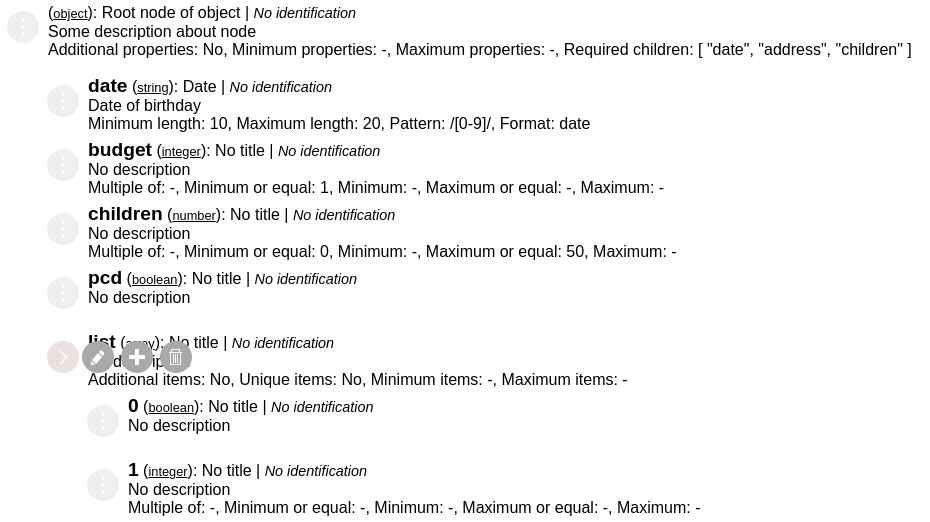 (object): Root node of object | No identification
Some description about node
Additional properties: No, Minimum properties: -, Maximum properties: -, Required children: [ "date", "address", "children" ]
date (string): Date | No identification
Date of birthday
Minimum length: 10, Maximum length: 20, Pattern: /[0-9]/, Format: date
budget (integer): No title | No identification
No description
Multiple of: -, Minimum or equal: 1, Minimum: -, Maximum or equal: -, Maximum: -
children (number): No title | No identification
No description
Multiple of: -, Minimum or equal: 0, Minimum: -, Maximum or equal: 50, Maximum: -
pcd (boolean): No title | No identification
No description
list (array): No title | No identification
Additional items: No, Unique items: No, Minimum items: -, Maximum items: -
0 (boolean): No title | No identification
No description
1 (integer): No title | No identification
No description
Multiple of: -, Minimum or equal: -, Minimum: -, Maximum or equal: -, Maximum: -